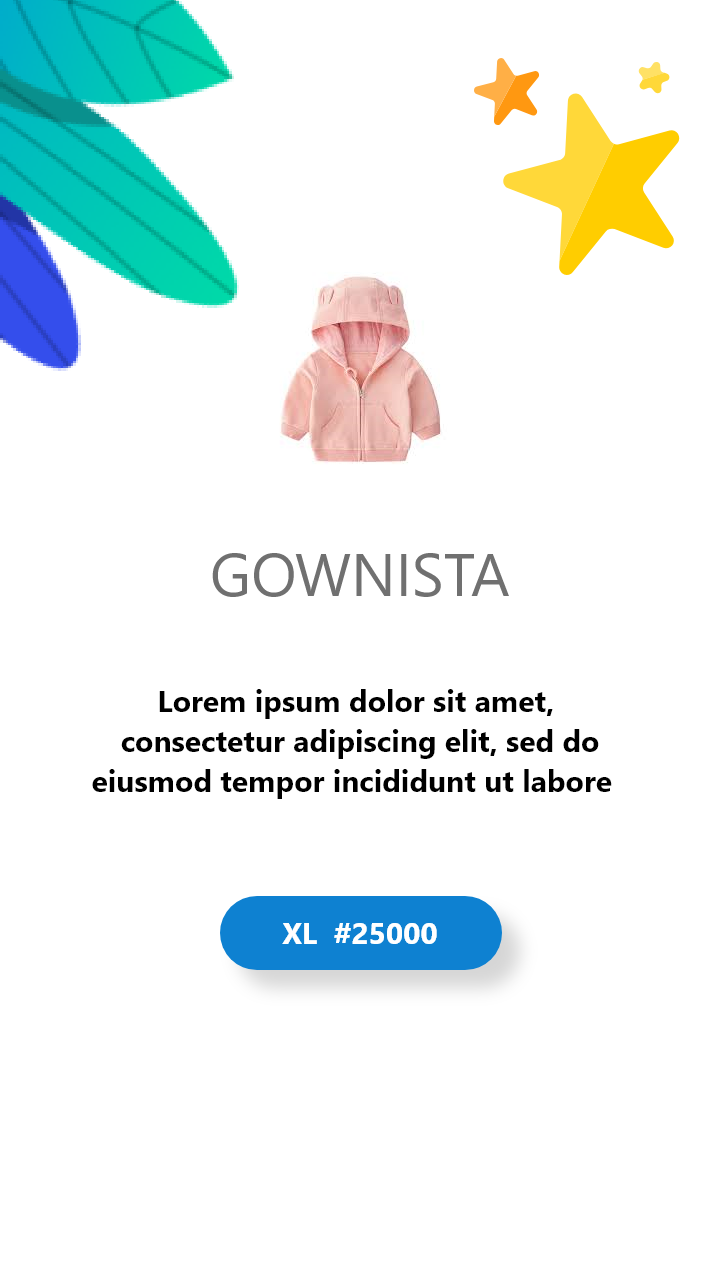 GOWNISTA
Lorem ipsum dolor sit amet,
consectetur adipiscing elit, sed do
eiusmod tempor incididunt ut labore
XL #25000